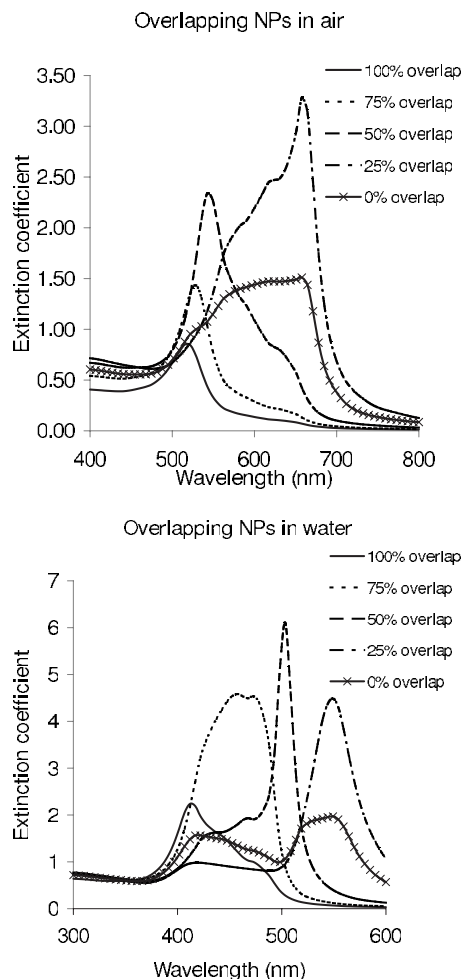 Overlapping NPs in air
3.50
3.00
2.50
2.00
1.50
1.00
0.50
0.00
Extinction coefficient
400
500
600
700
800
Wavelength (nm)
100% overlap
75% overlap
50% overlap
25% overlap
0% overlap
Overlapping NPs in water
7
6
5
4
3
2
1
0
Extinction coefficient
300
400
500
600
Wavelength (nm)
100% overlap
75% overlap
50% overlap
25% overlap
0% overlap